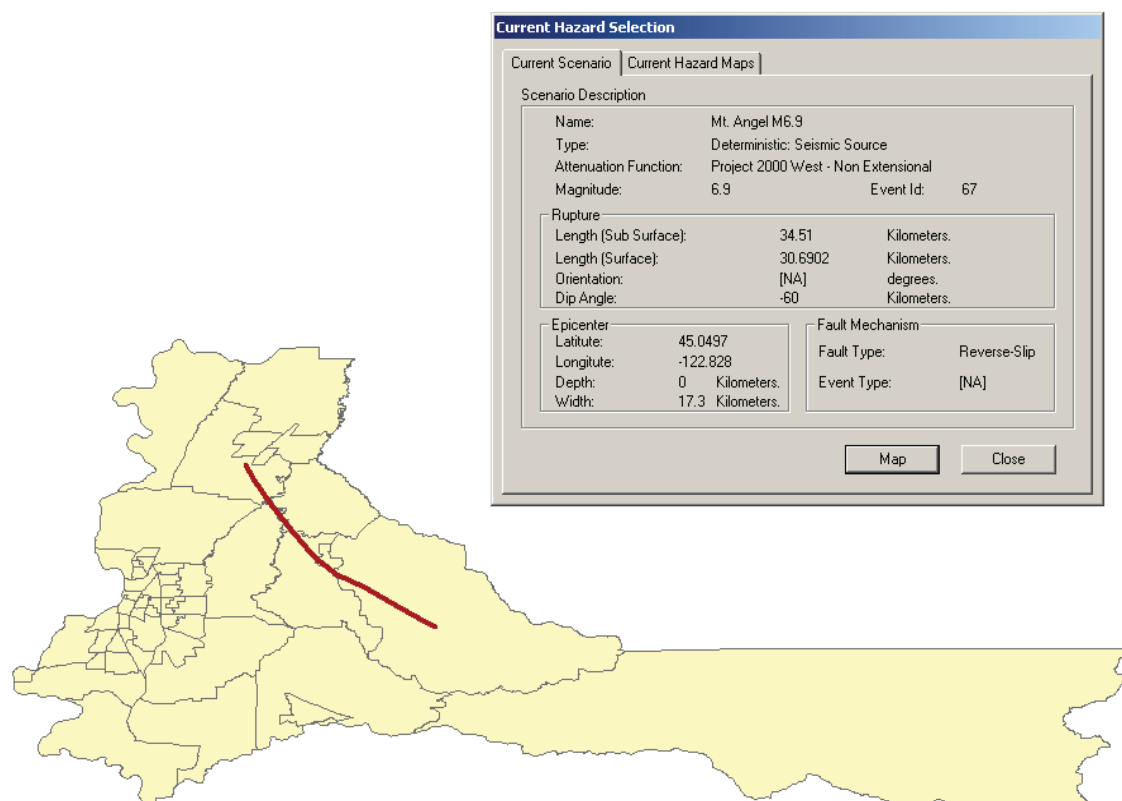 Current Hazard Selection
Current Scenario Current Hazard Maps
Scenario Description
Name: Mt. Angel M6.9
Type: Deterministic: Seismic Source
Attenuation Function: Project 2000 West - Non Extensional
Magnitude: 6.9 Event Id: 67
Rupture
Length (Sub Surface): 34.51 Kilometers.
Length (Surface): 30.6902 Kilometers.
Orientation: [NA] degrees.
Dip Angle: -60 Kilometers.
Epicenter
Latitute: 45.0497
Longitute: -122.828
Depth: 0 Kilometers.
Width: 17.3 Kilometers.
Fault Mechanism
Fault Type: Reverse-Slip
Event Type: [NA]
Map Close